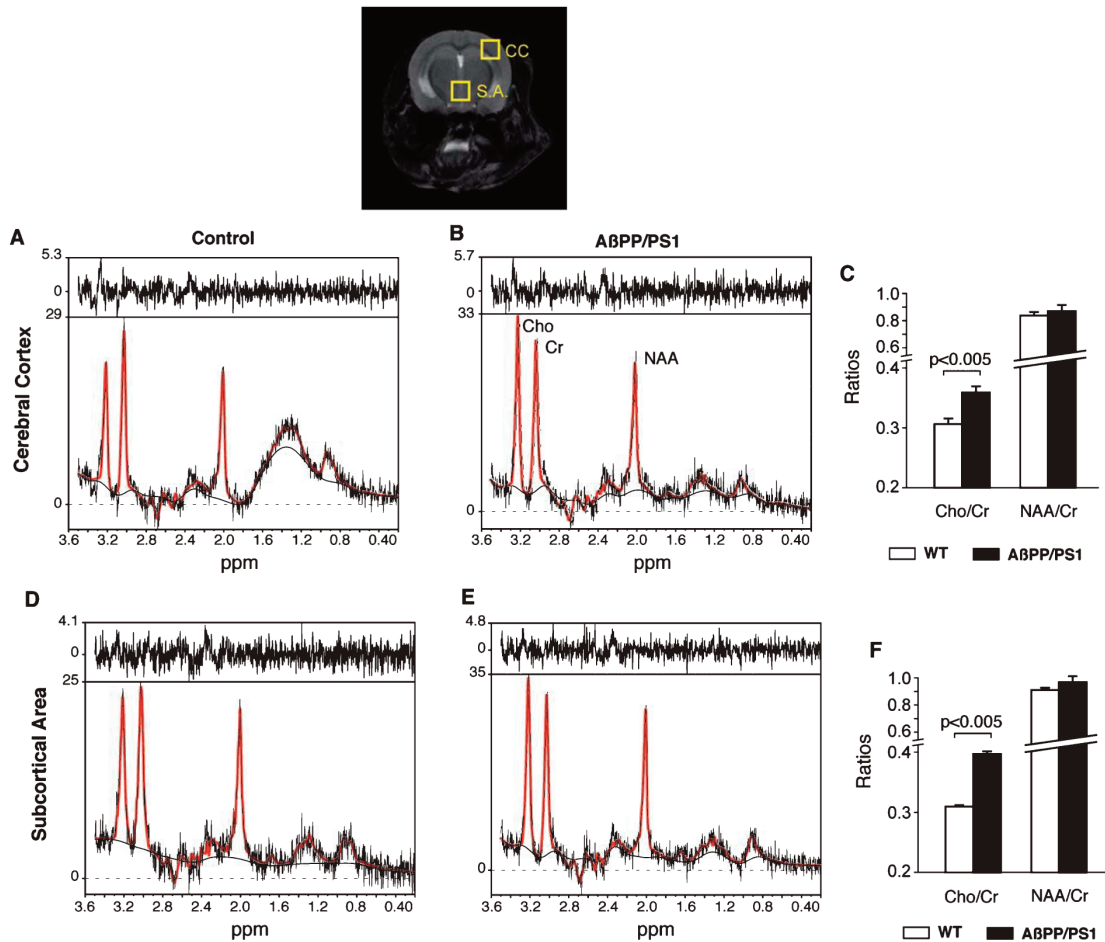 CC
S.A.
A
Control
5.3
0
29
0
3.6 3.2 2.8 2.4 2.0 1.6 1.2 0.8 0.40
ppm
Cerebral Cortex
B
AßPP/PS1
5.7
0
33
Cho
Cr
NAA
0
3.6 3.2 2.8 2.4 2.0 1.6 1.2 0.8 0.40
ppm
C
1.0
0.8
0.6
0.4
0.3
0.2
Ratios
p<0.005
Cho/Cr NAA/Cr
WT AßPP/PS1
D
4.1
0
25
0
3.6 3.2 2.8 2.4 2.0 1.6 1.2 0.8 0.40
ppm
Subcortical Area
E
4.8
0
35
0
3.6 3.2 2.8 2.4 2.0 1.6 1.2 0.8 0.40
ppm
F
1.0
0.8
0.6
0.4
0.3
0.2
Ratios
p<0.005
Cho/Cr NAA/Cr
WT AßPP/PS1